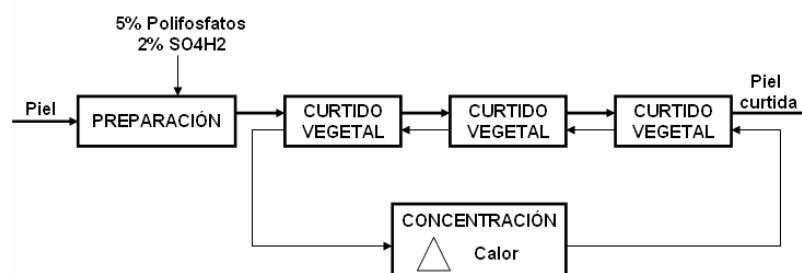 5% Polifosfatos
2% SO4H2
Piel
PREPARACIÓN
CURTIDO
VEGETAL
CURTIDO
VEGETAL
CURTIDO
VEGETAL
Piel
curtida
CONCENTRACIÓN
Calor